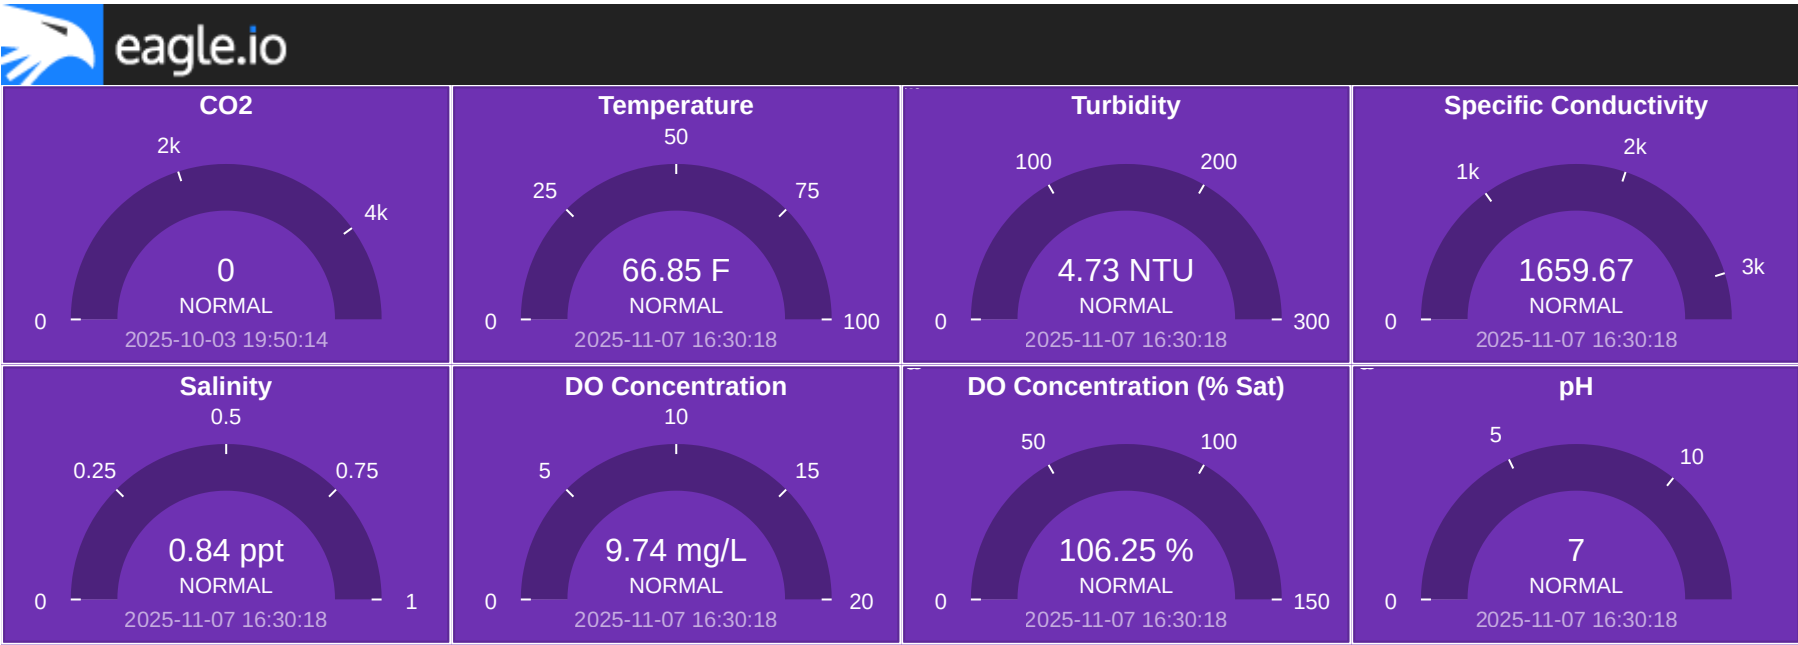 eagle.io
CO2
2k
4k
0
0
NORMAL
2025-10-03 19:50:14
Temperature
50
25
75
66.85 F
NORMAL
0
100
2025-11-07 16:30:18
Turbidity
100
200
4.73 NTU
NORMAL
0
300
2025-11-07 16:30:18
Specific Conductivity
2k
1k
3k
1659.67
NORMAL
0
2025-11-07 16:30:18
Salinity
0.5
0.25
0.75
0.84 ppt
NORMAL
0
1
2025-11-07 16:30:18
DO Concentration
10
5
15
9.74 mg/L
NORMAL
0
20
2025-11-07 16:30:18
DO Concentration (% Sat)
50
100
106.25 %
NORMAL
0
150
2025-11-07 16:30:18
pH
5
10
7
NORMAL
0
2025-11-07 16:30:18